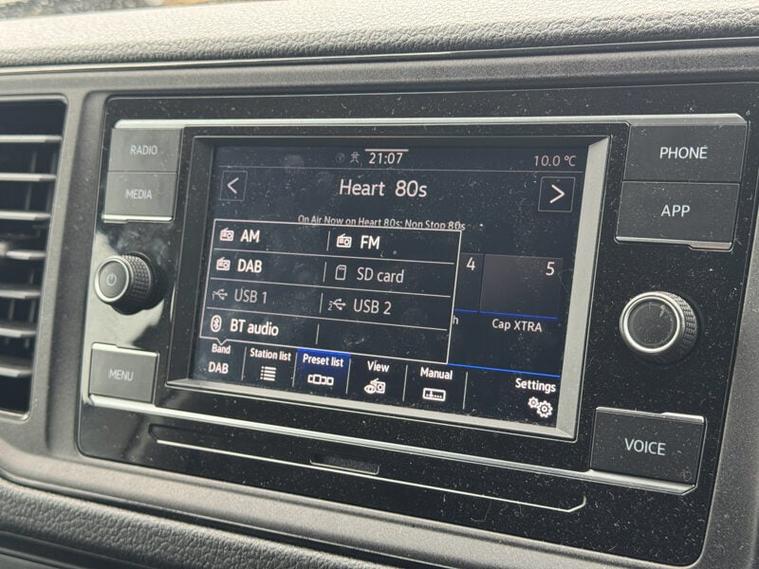 RADIO
MEDIA
MENU
21:07
10.0 °C
<
Heart 80s
>
On Air Now on Heart 80s: Non Stop 80s
AM
FM
DAB
SD card
1 USB 1
2 USB 2
BT audio
4
5
h
Cap XTRA
Band
DAB
Station list
Preset list
View
Manual
Settings
PHONE
APP
VOICE